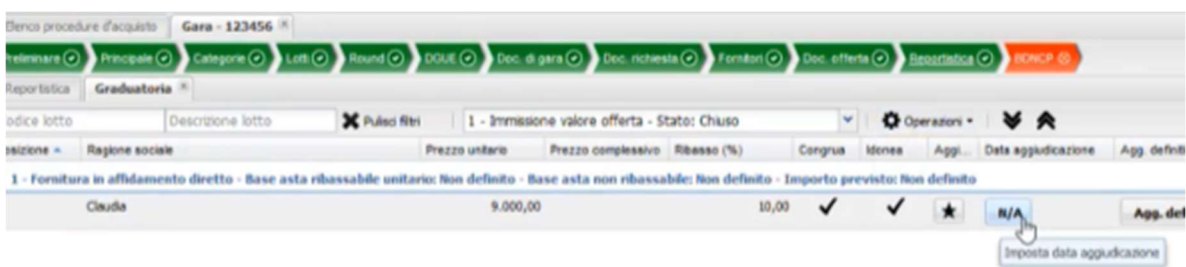 Elenco procedure d'acquisto Gara - 123456
Preliminare Principale Categorie Lotti Round DGUE Doc. di gara Doc. richiesta Fornitori Doc. offerta Reportistica BDNCP
Reportistica Graduatoria
Codice lotto Descrizione lotto Pulisci filtri 1 - Immissione valore offerta - Stato: Chiuso Operazioni
osizione Ragione sociale Prezzo unitario Prezzo complessivo Ribasso (%) Congrua Idonea Aggi... Data aggiudicazione Agg. definiti
1 - Fornitura in affidamento diretto - Base asta ribassabile unitario: Non definito - Base asta non ribassabile: Non definito - Importo previsto: Non definito
Claudia 9.000,00 10,00 N/A Agg. def
Imposta data aggiudicazione